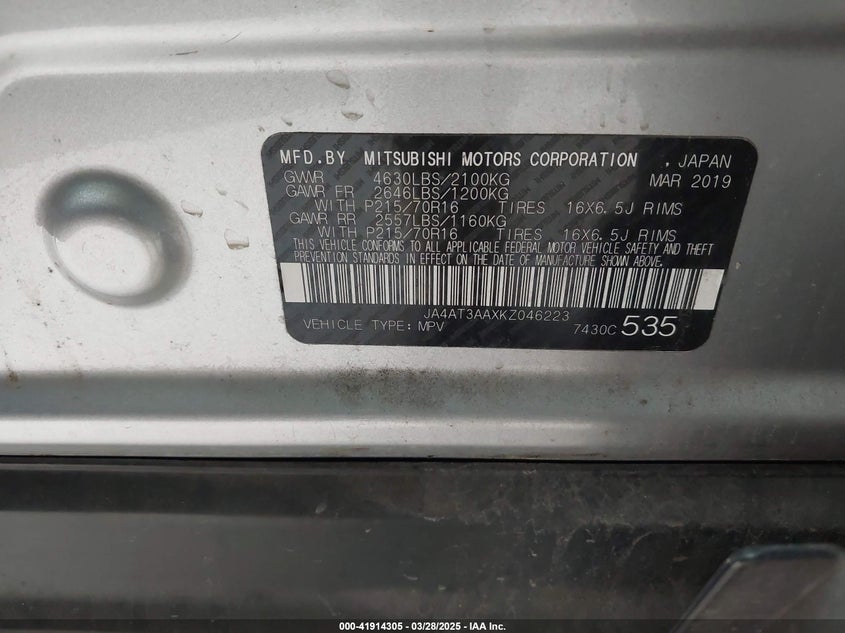 MFD.BY MITSUBISHI MOTORS CORPORATION , JAPAN
GVWR 4630LBS/2100KG MAR 2019
GAWR FR 2646LBS/1200KG
WITH P215/70R16 TIRES 16X6.5J RIMS
GAWR RR 2557LBS/1160KG
WITH P215/70R16 TIRES 16X6.5J RIMS
THIS VEHICLE CONFORMS TO ALL APPLICABLE FEDERAL MOTOR VEHICLE SAFETY AND THEFT
PREVENTION STANDARDS IN EFFECT ON THE DATE OF MANUFACTURE SHOWN ABOVE.
JA4AT3AAXKZ046223
VEHICLE TYPE: MPV 7430C 535
000-41914305 | 03/28/2025 - IAA Inc.